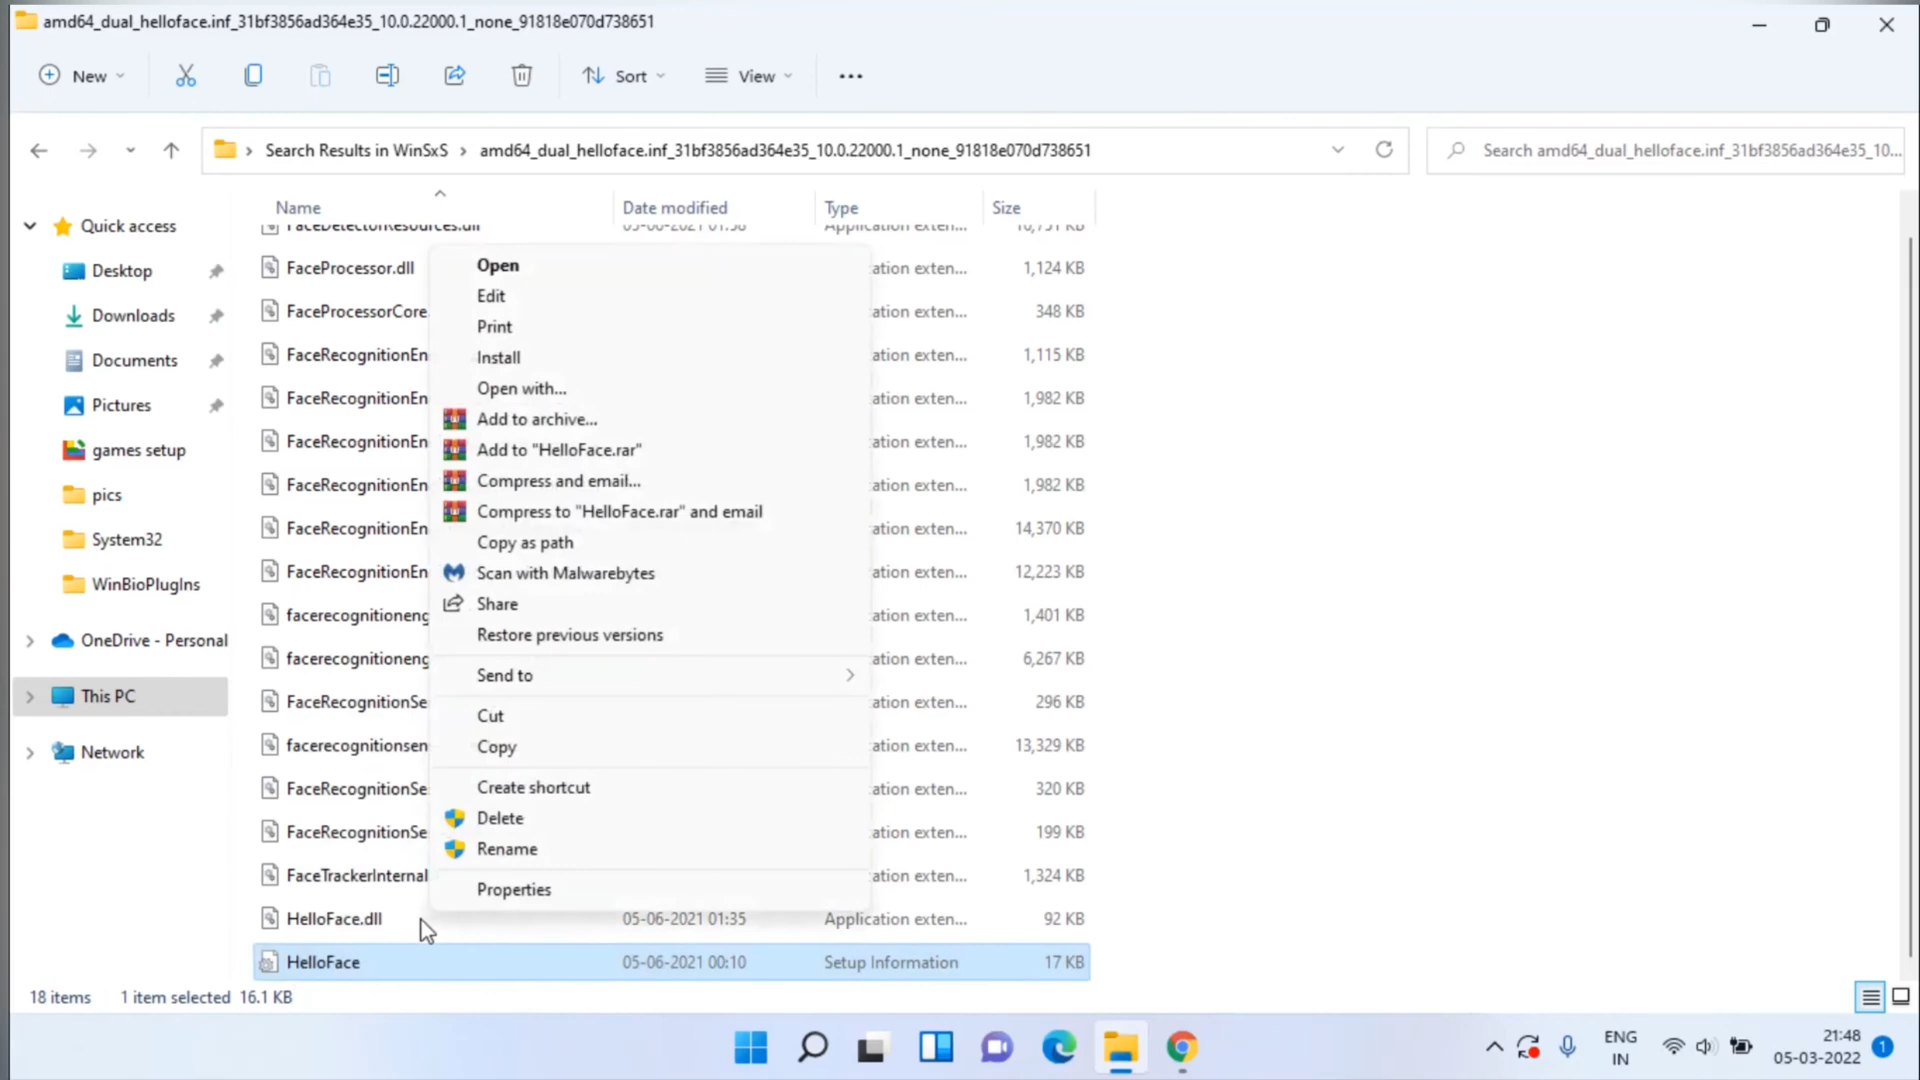 amd64_dual_helloface.inf_31bf3856ad364e35_10.0.22000.1_none_91818e070d738651
New
Sort
View
Search Results in WinSxS
amd64_dual_helloface.inf_31bf3856ad364e35_10.0.22000.1_none_91818e070d738651
Search amd64_dual_helloface.inf_31bf3856ad364e35_10...
Name Date modified Type Size
Quick access
Desktop
Downloads
Documents
Pictures
games setup
pics
System32
WinBioPlugIns
OneDrive - Personal
This PC
Network
FaceDetectorResources.dll 05-06-2021 01:38 Application exten... 10,751 KB
FaceProcessor.dll ation exten... 1,124 KB
FaceProcessorCore. ation exten... 348 KB
FaceRecognitionEn ation exten... 1,115 KB
FaceRecognitionEn ation exten... 1,982 KB
FaceRecognitionEn ation exten... 1,982 KB
FaceRecognitionEn ation exten... 1,982 KB
FaceRecognitionEn ation exten... 14,370 KB
FaceRecognitionEn ation exten... 12,223 KB
facerecognitioneng ation exten... 1,401 KB
facerecognitioneng ation exten... 6,267 KB
FaceRecognitionSe ation exten... 296 KB
facerecognitionsen ation exten... 13,329 KB
FaceRecognitionSe ation exten... 320 KB
FaceRecognitionSe ation exten... 199 KB
FaceTrackerInternal ation exten... 1,324 KB
HelloFace.dll 05-06-2021 01:35 Application exten... 92 KB
HelloFace 05-06-2021 00:10 Setup Information 17 KB
Open
Edit
Print
Install
Open with...
Add to archive...
Add to "HelloFace.rar"
Compress and email...
Compress to "HelloFace.rar" and email
Copy as path
Scan with Malwarebytes
Share
Restore previous versions
Send to
Cut
Copy
Create shortcut
Delete
Rename
Properties
18 items 1 item selected 16.1 KB
ENG
IN
21:48
05-03-2022
1